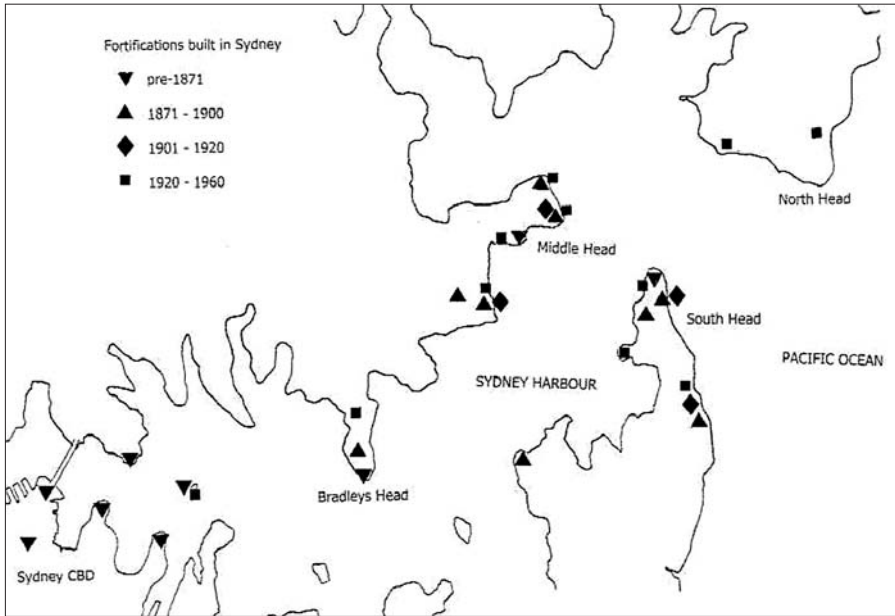 Fortifications built in Sydney
pre-1871
1871 - 1900
1901 - 1920
1920 - 1960
North Head
Middle Head
South Head
PACIFIC OCEAN
SYDNEY HARBOUR
Bradleys Head
Sydney CBD